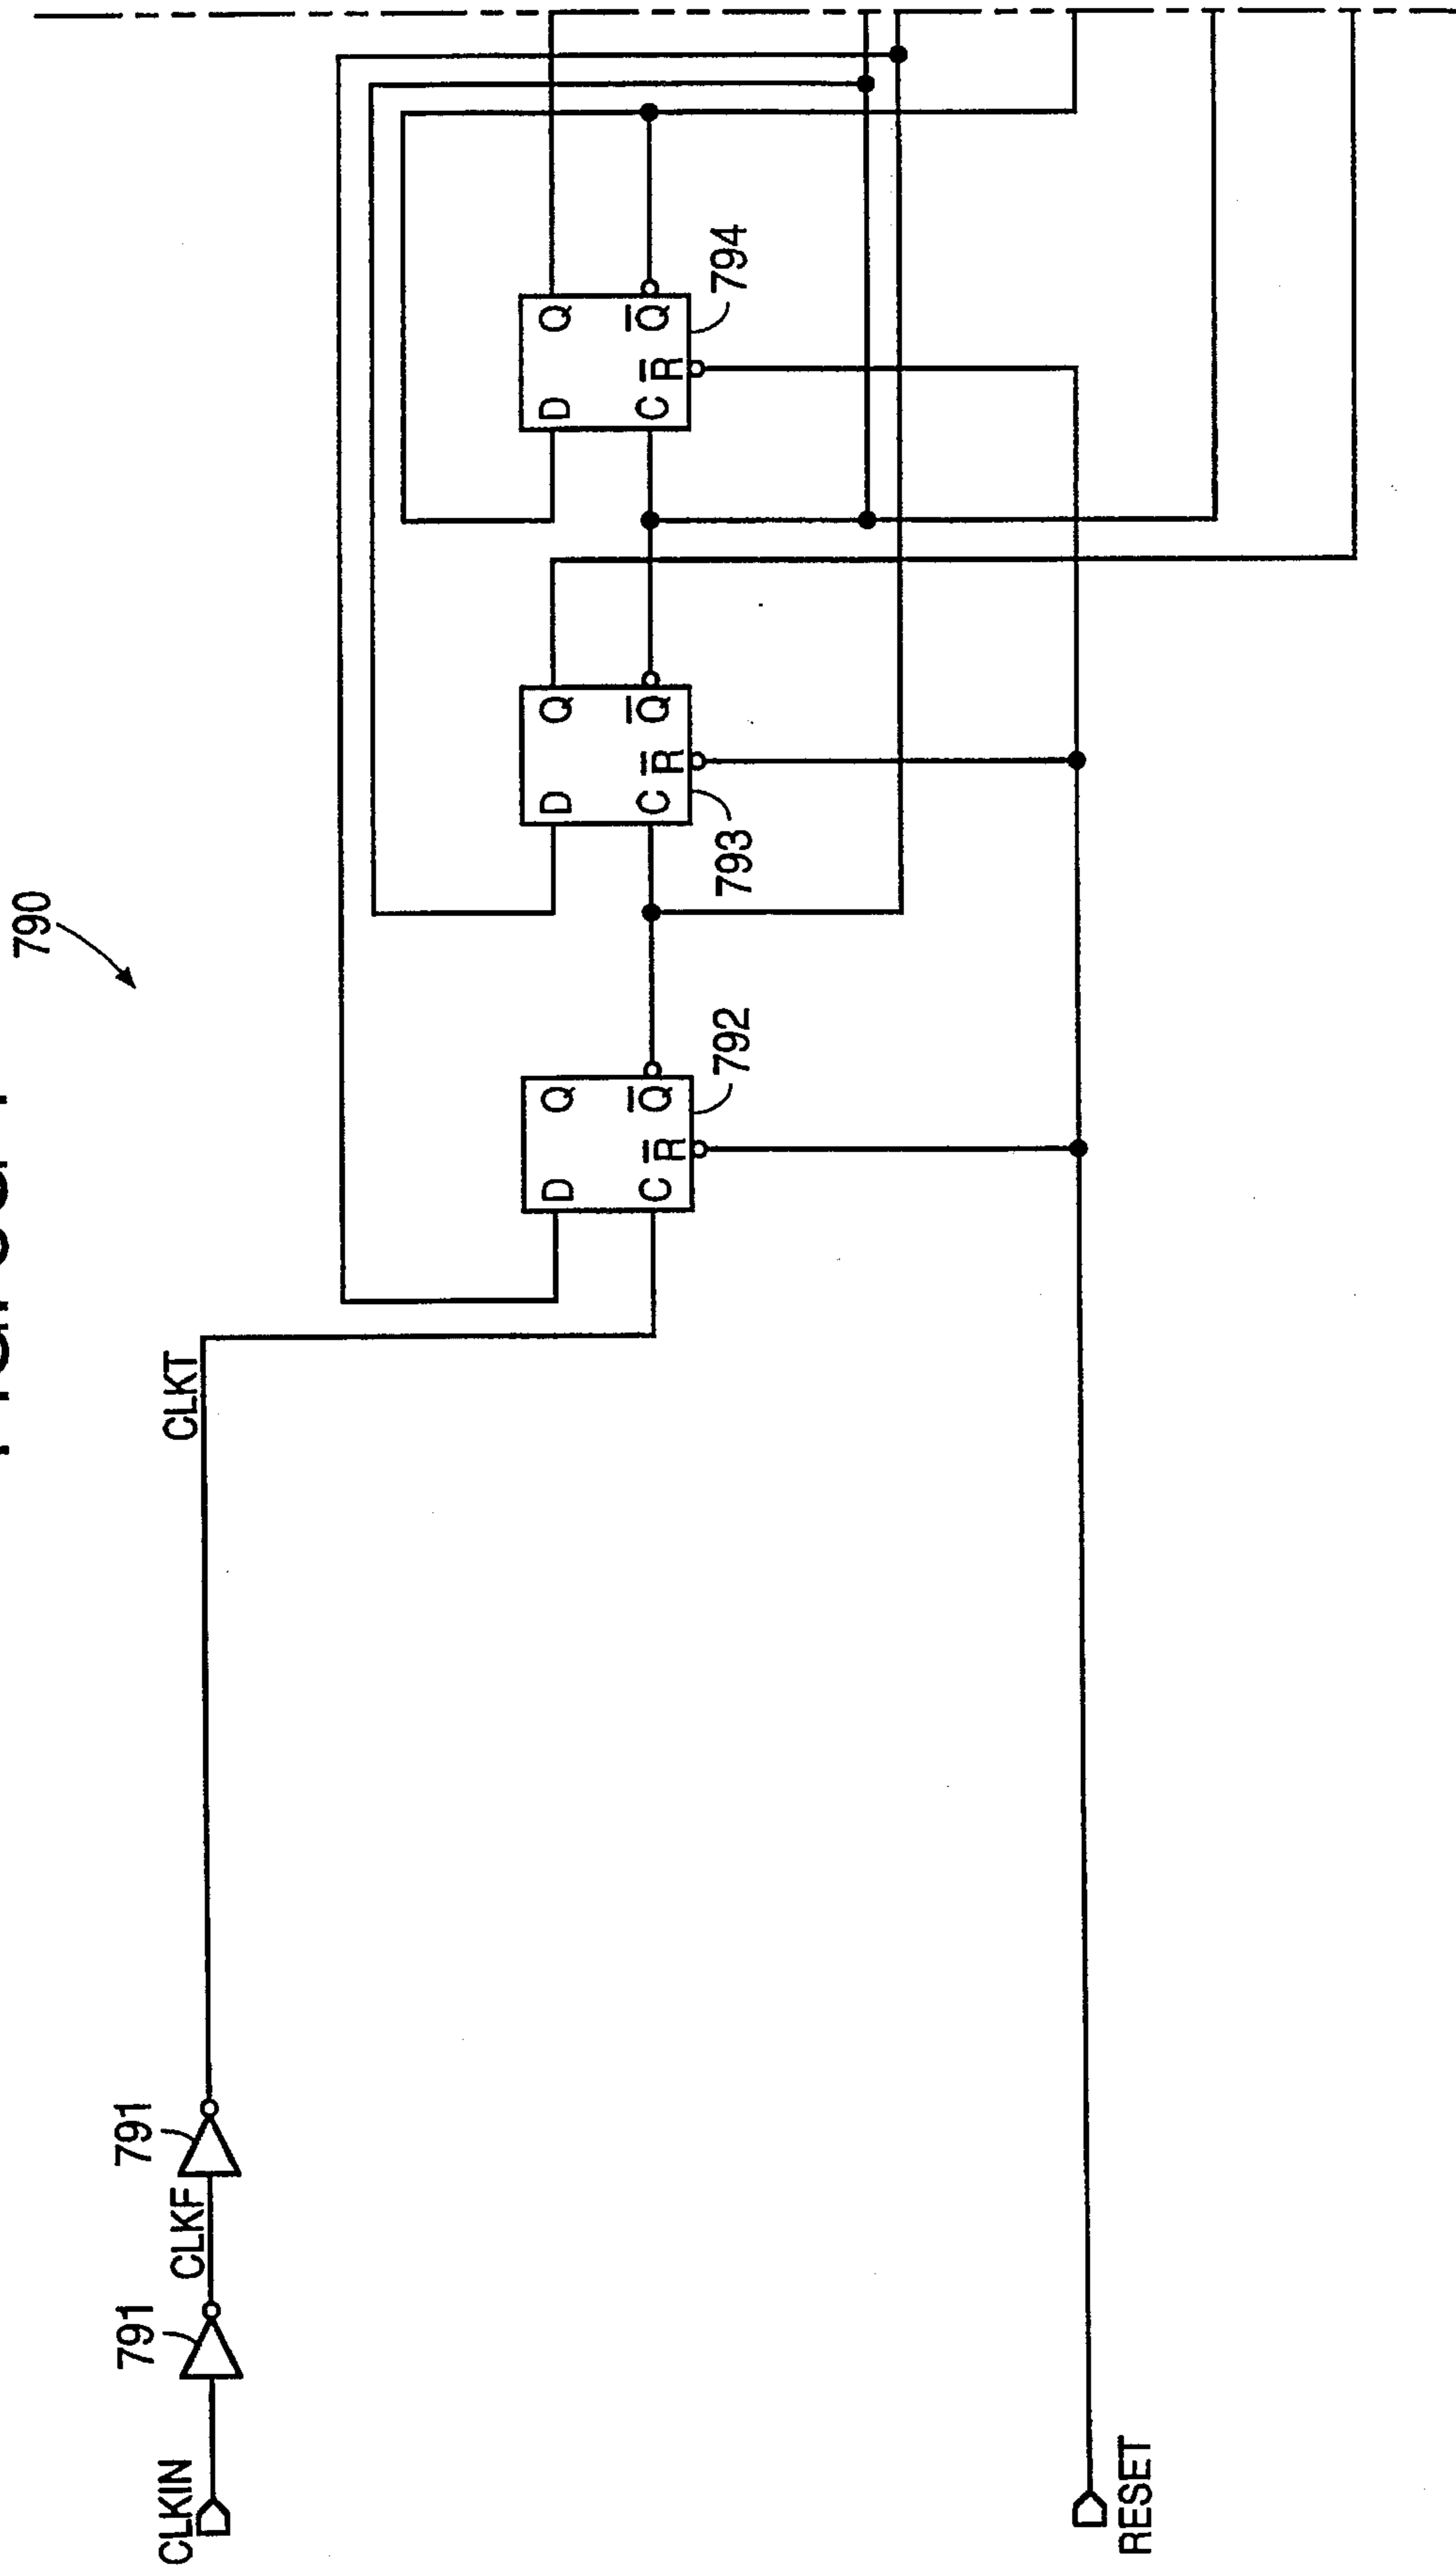 790
CLKIN
791
CLKF
791
CLKT
D Q
C R̅ Q̅
792
D Q
C R̅ Q̅
793
D Q
C R̅ Q̅
794
RESET